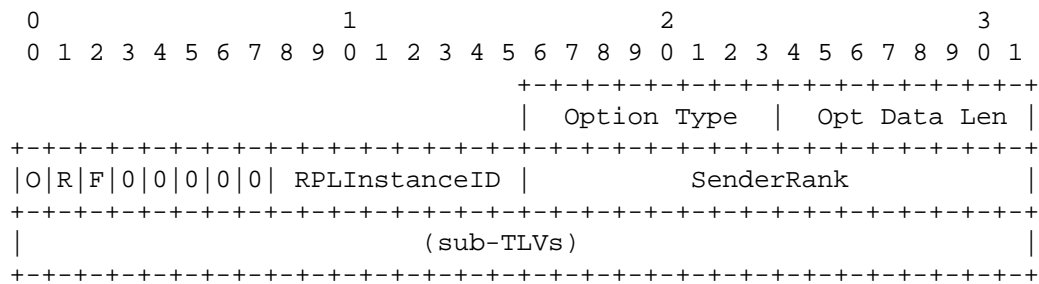 0                   1                   2                   3
 0 1 2 3 4 5 6 7 8 9 0 1 2 3 4 5 6 7 8 9 0 1 2 3 4 5 6 7 8 9 0 1
                                +-+-+-+-+-+-+-+-+-+-+-+-+-+-+-+-+
                                |  Option Type  |  Opt Data Len |
+-+-+-+-+-+-+-+-+-+-+-+-+-+-+-+-+-+-+-+-+-+-+-+-+-+-+-+-+-+-+-+-+
|O|R|F|0|0|0|0|0| RPLInstanceID |          SenderRank           |
+-+-+-+-+-+-+-+-+-+-+-+-+-+-+-+-+-+-+-+-+-+-+-+-+-+-+-+-+-+-+-+-+
|                         (sub-TLVs)                            |
+-+-+-+-+-+-+-+-+-+-+-+-+-+-+-+-+-+-+-+-+-+-+-+-+-+-+-+-+-+-+-+-+